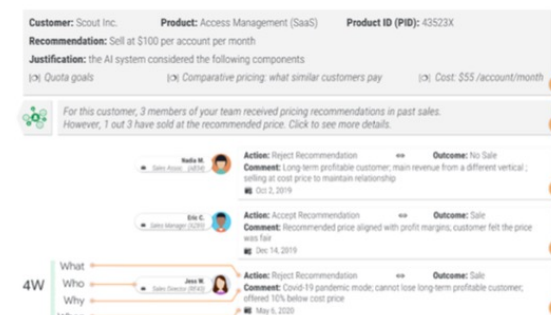 Customer: Scout Inc. Product: Access Management (SaaS) Product ID (PID): 43523X
Recommendation: Sell at $100 per account per month
Justification: the AI system considered the following components
Quota goals Comparative pricing: what similar customers pay Cost: $55 /account/month
For this customer, 3 members of your team received pricing recommendations in past sales.
However, 1 out 3 have sold at the recommended price. Click to see more details.
Nadia M.
Sales Assoc.
Action: Reject Recommendation Outcome: No Sale
Comment: Long-term profitable customer; main revenue from a different vertical ;
selling at cost price to maintain relationship
Oct 2, 2019
Eric C.
Sales Manager
Action: Accept Recommendation Outcome: Sale
Comment: Recommended price aligned with profit margins; customer felt the price
was fair
Dec 14, 2019
What
4W Who
Why
Jess W.
Sales Director
Action: Reject Recommendation Outcome: Sale
Comment: Covid-19 pandemic mode; cannot lose long-term profitable customer;
offered 10% below cost price
May 6, 2020